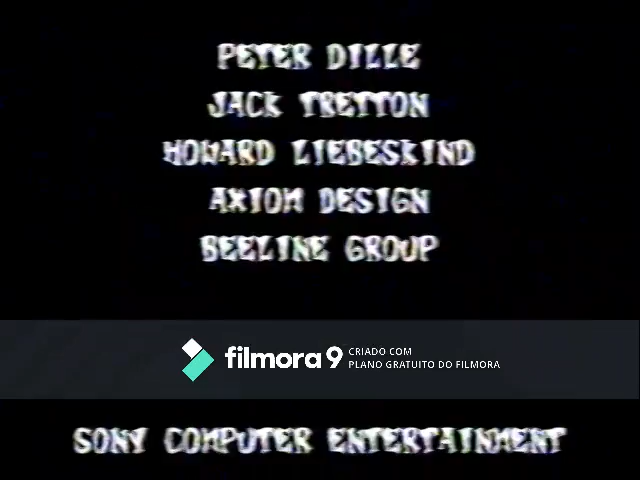 PETER DILLE
JACK TRETTON
HOWARD LIEBESKIND
AXIOM DESIGN
BEELINE GROUP
filmora 9
CRIADO COM
PLANO GRATUITO DO FILMORA
SONY COMPUTER ENTERTAINMENT